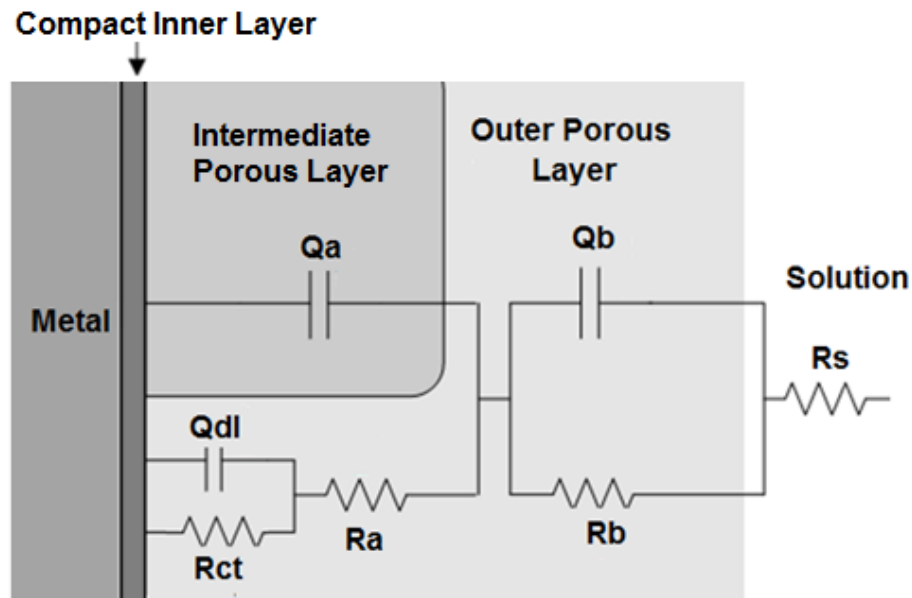 Compact Inner Layer
Intermediate
Porous Layer
Outer Porous
Layer
Qa
Qb
Solution
Metal
Rs
Qdl
Ra
Rb
Rct